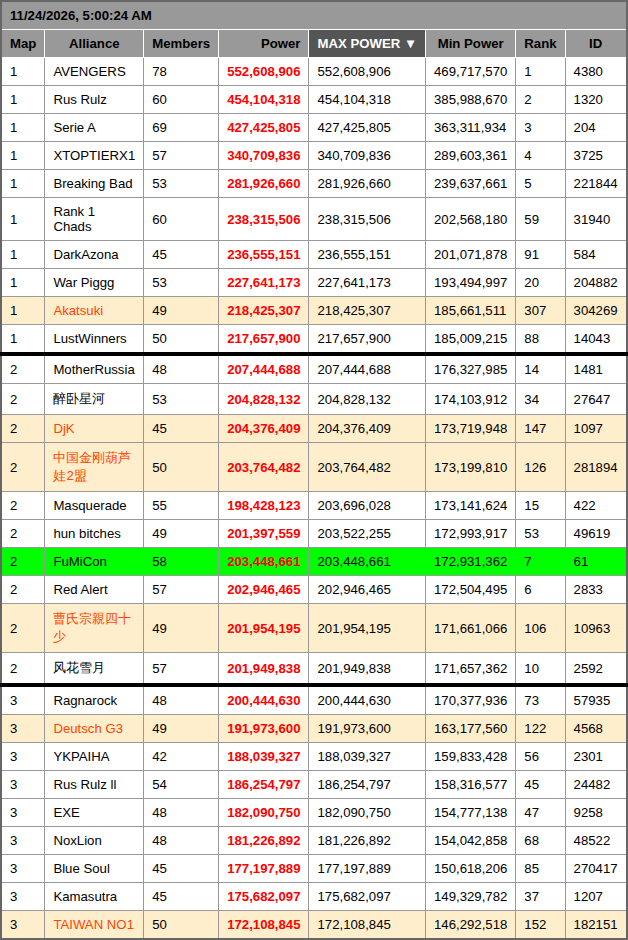 11/24/2026, 5:00:24 AM
Map Alliance Members Power MAX POWER ▼ Min Power Rank ID
1 AVENGERS 78 552,608,906 552,608,906 469,717,570 1 4380
1 Rus Rulz 60 454,104,318 454,104,318 385,988,670 2 1320
1 Serie A 69 427,425,805 427,425,805 363,311,934 3 204
1 XTOPTIERX1 57 340,709,836 340,709,836 289,603,361 4 3725
1 Breaking Bad 53 281,926,660 281,926,660 239,637,661 5 221844
1 Rank 1
Chads 60 238,315,506 238,315,506 202,568,180 59 31940
1 DarkAzona 45 236,555,151 236,555,151 201,071,878 91 584
1 War Piggg 53 227,641,173 227,641,173 193,494,997 20 204882
1 Akatsuki 49 218,425,307 218,425,307 185,661,511 307 304269
1 LustWinners 50 217,657,900 217,657,900 185,009,215 88 14043
2 MotherRussia 48 207,444,688 207,444,688 176,327,985 14 1481
2 醉卧星河 53 204,828,132 204,828,132 174,103,912 34 27647
2 DjK 45 204,376,409 204,376,409 173,719,948 147 1097
2 中国金刚葫芦
娃2盟 50 203,764,482 203,764,482 173,199,810 126 281894
2 Masquerade 55 198,428,123 203,696,028 173,141,624 15 422
2 hun bitches 49 201,397,559 203,522,255 172,993,917 53 49619
2 FuMiCon 58 203,448,661 203,448,661 172,931,362 7 61
2 Red Alert 57 202,946,465 202,946,465 172,504,495 6 2833
2 曹氏宗親四十
少 49 201,954,195 201,954,195 171,661,066 106 10963
2 风花雪月 57 201,949,838 201,949,838 171,657,362 10 2592
3 Ragnarock 48 200,444,630 200,444,630 170,377,936 73 57935
3 Deutsch G3 49 191,973,600 191,973,600 163,177,560 122 4568
3 YKPAIHA 42 188,039,327 188,039,327 159,833,428 56 2301
3 Rus Rulz ll 54 186,254,797 186,254,797 158,316,577 45 24482
3 EXE 48 182,090,750 182,090,750 154,777,138 47 9258
3 NoxLion 48 181,226,892 181,226,892 154,042,858 68 48522
3 Blue Soul 45 177,197,889 177,197,889 150,618,206 85 270417
3 Kamasutra 45 175,682,097 175,682,097 149,329,782 37 1207
3 TAIWAN NO1 50 172,108,845 172,108,845 146,292,518 152 182151